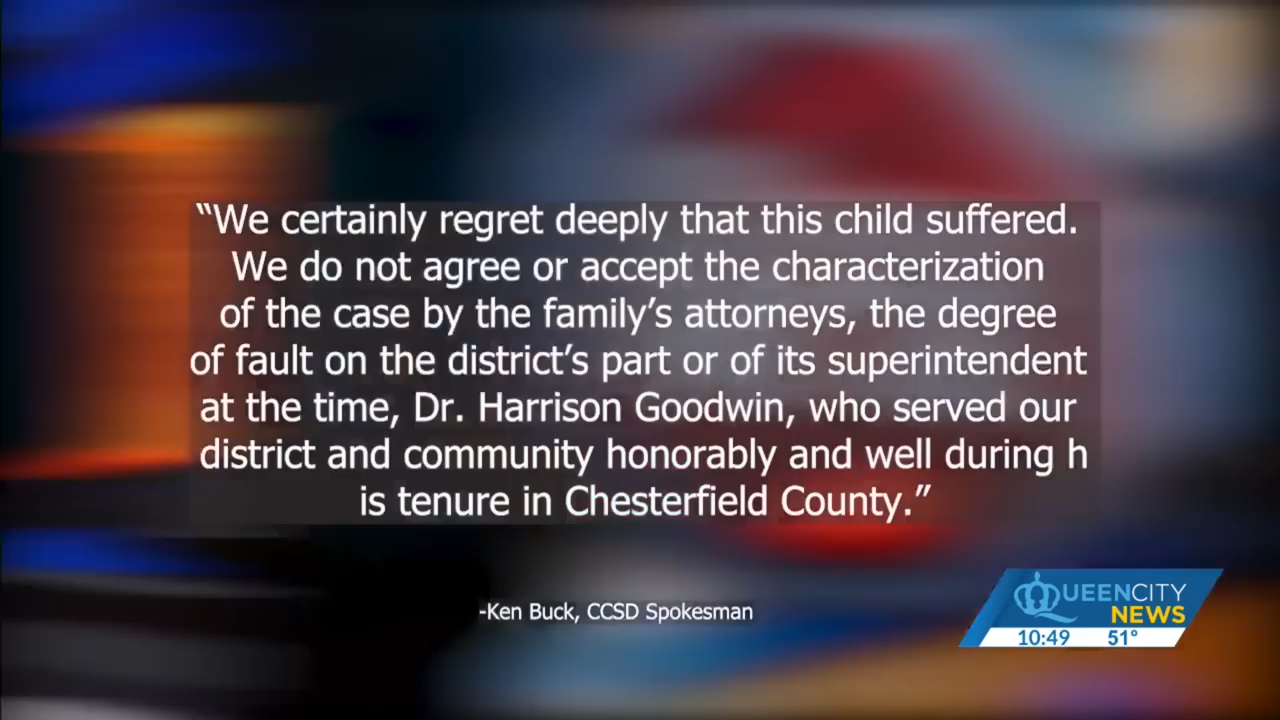 “We certainly regret deeply that this child suffered.
We do not agree or accept the characterization
of the case by the family’s attorneys, the degree
of fault on the district’s part or of its superintendent
at the time, Dr. Harrison Goodwin, who served our
district and community honorably and well during h
is tenure in Chesterfield County.”
-Ken Buck, CCSD Spokesman
QUEENCITY
NEWS
10:49 51°